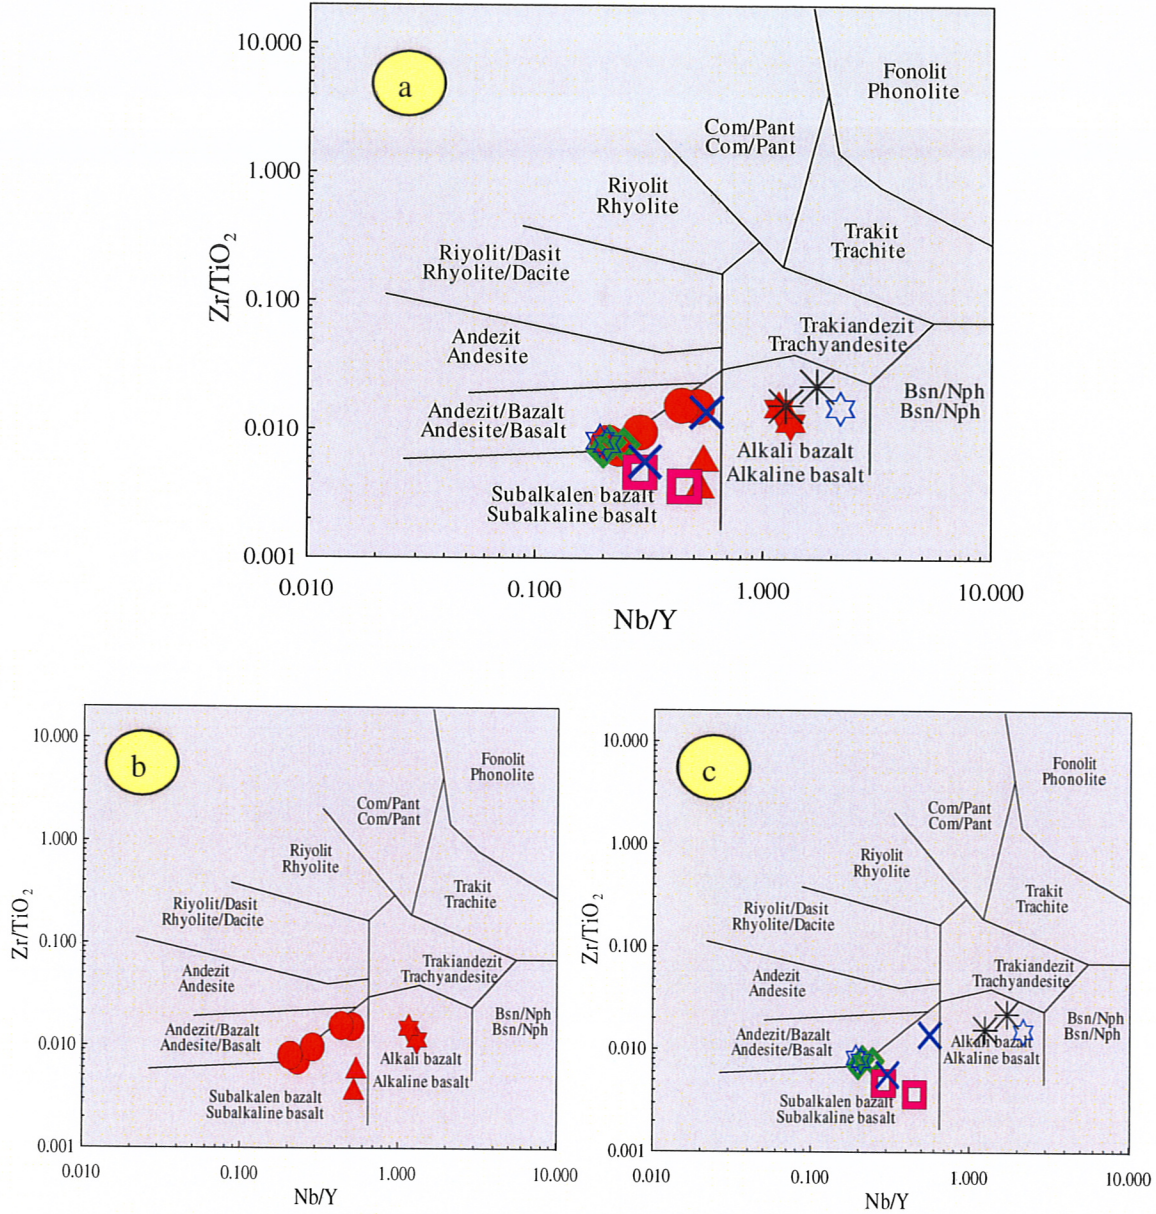 a
10.000
1.000
0.100
0.010
0.001
Zr/TiO2
Fonolit
Phonolite
Com/Pant
Com/Pant
Riyolit
Rhyolite
Trakit
Trachite
Riyolit/Dasit
Rhyolite/Dacite
Trakiandezit
Trachyandesite
Andezit
Andesite
Bsn/Nph
Bsn/Nph
Andezit/Bazalt
Andesite/Basalt
Alkali bazalt
Alkaline basalt
Subalkalen bazalt
Subalkaline basalt
0.010
0.100
1.000
10.000
Nb/Y
b
10.000
1.000
0.100
0.010
0.001
Zr/TiO2
Fonolit
Phonolite
Com/Pant
Com/Pant
Riyolit
Rhyolite
Trakit
Trachite
Riyolit/Dasit
Rhyolite/Dacite
Trakiandezit
Trachyandesite
Andezit
Andesite
Bsn/Nph
Bsn/Nph
Andezit/Bazalt
Andesite/Basalt
Alkali bazalt
Alkaline basalt
Subalkalen bazalt
Subalkaline basalt
0.010
0.100
1.000
10.000
Nb/Y
c
10.000
1.000
0.100
0.010
0.001
Zr/TiO2
Fonolit
Phonolite
Com/Pant
Com/Pant
Riyolit
Rhyolite
Trakit
Trachite
Riyolit/Dasit
Rhyolite/Dacite
Trakiandezit
Trachyandesite
Andezit
Andesite
Bsn/Nph
Bsn/Nph
Andezit/Bazalt
Andesite/Basalt
Alkali bazalt
Alkaline basalt
Subalkalen bazalt
Subalkaline basalt
0.010
0.100
1.000
10.000
Nb/Y